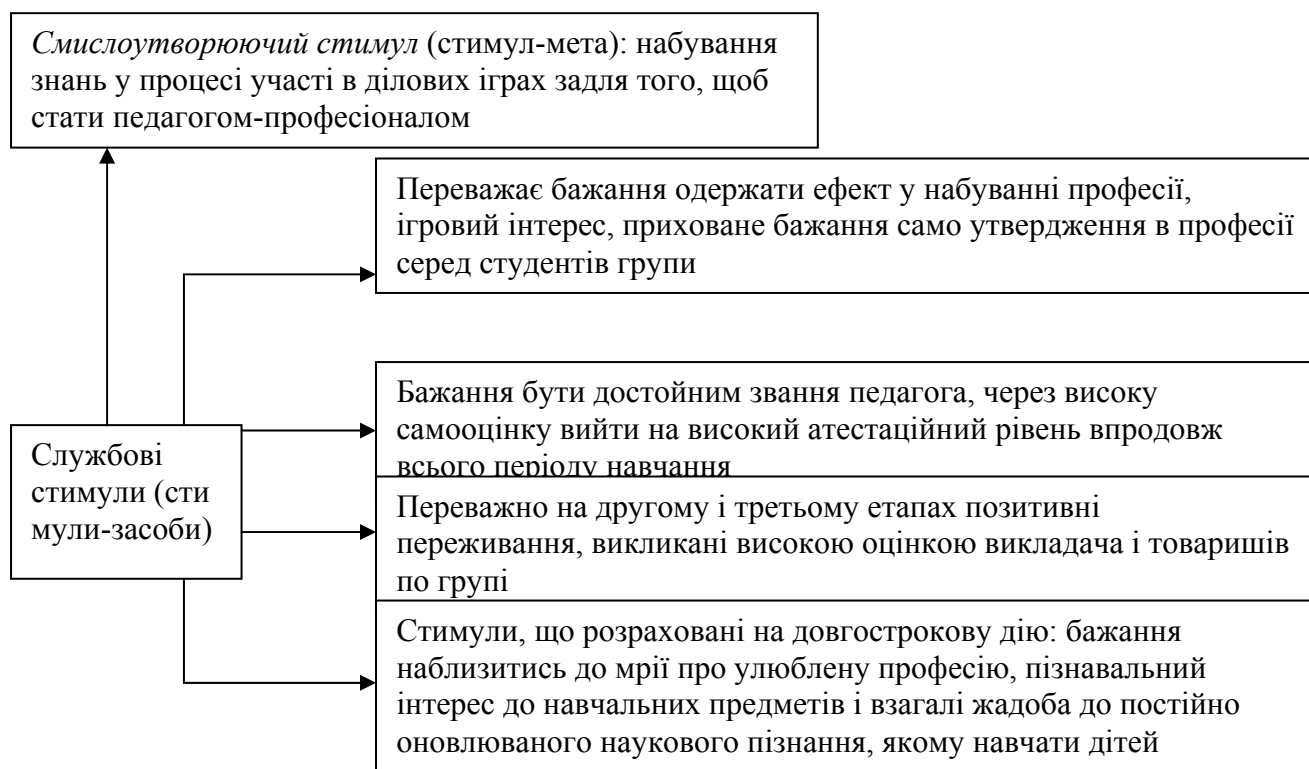 Смислоутворюючий стимул (стимул-мета): набування
знань у процесі участі в ділових іграх задля того, щоб
стати педагогом-професіоналом
Переважає бажання одержати ефект у набуванні професії,
ігровий інтерес, приховане бажання само утвердження в професії
серед студентів групи
Бажання бути достойним звання педагога, через високу
самооцінку вийти на високий атестаційний рівень впродовж
всього періоду навчання
Службові
стимули (сти
мули-засоби)
Переважно на другому і третьому етапах позитивні
переживання, викликані високою оцінкою викладача і товаришів
по групі
Стимули, що розраховані на довгострокову дію: бажання
наблизитись до мрії про улюблену професію, пізнавальний
інтерес до навчальних предметів і взагалі жадоба до постійно
оновлюваного наукового пізнання, якому навчати дітей